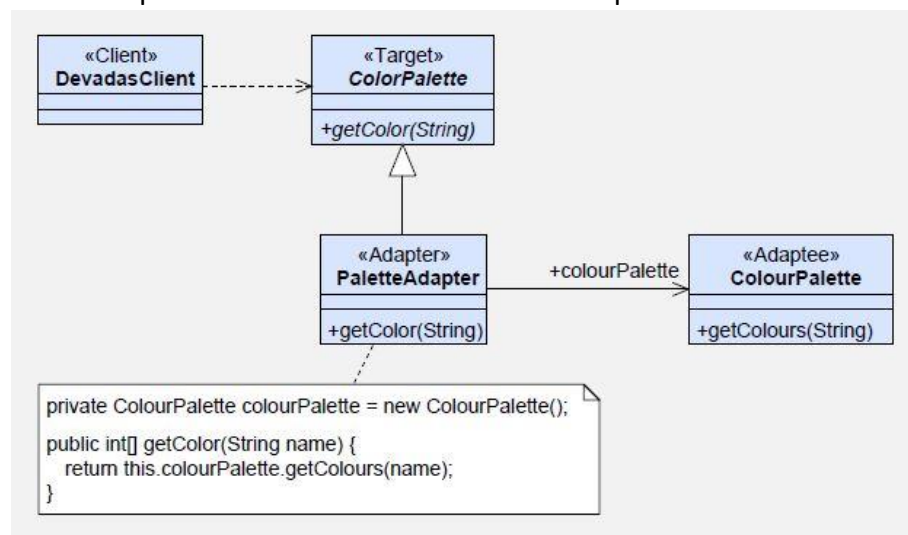 «Client»
DevadasClient
«Target»
ColorPalette
+getColor(String)
«Adapter»
PaletteAdapter
+getColor(String)
+colourPalette
«Adaptee»
ColourPalette
+getColours(String)
private ColourPalette colourPalette = new ColourPalette();
public int[] getColor(String name) {
return this.colourPalette.getColours(name);
}